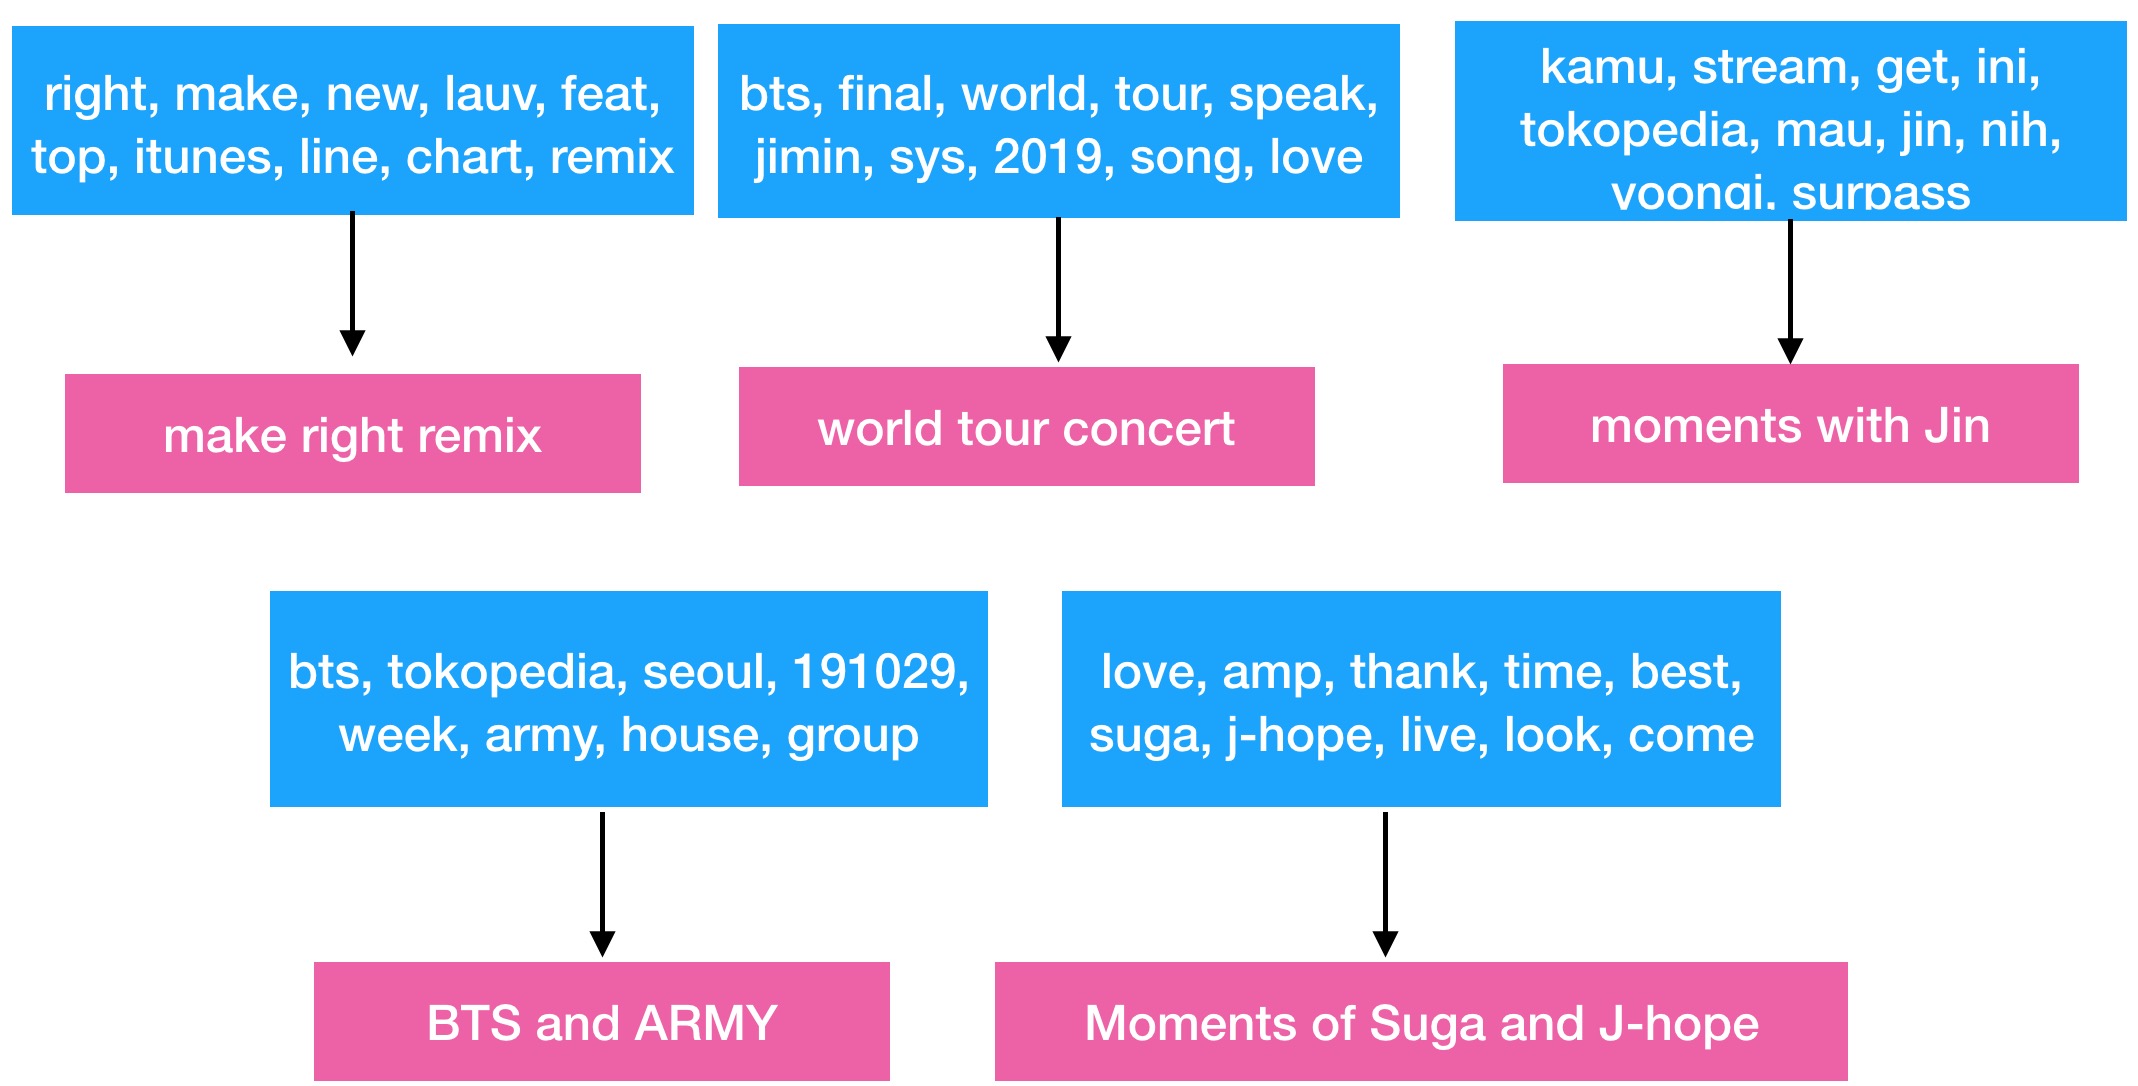 right, make, new, lauv, feat,
top, itunes, line, chart, remix
bts, final, world, tour, speak,
jimin, sys, 2019, song, love
kamu, stream, get, ini,
tokopedia, mau, jin, nih,
yoongi, surpass
make right remix
world tour concert
moments with Jin
bts, tokopedia, seoul, 191029,
week, army, house, group
love, amp, thank, time, best,
suga, j-hope, live, look, come
BTS and ARMY
Moments of Suga and J-hope